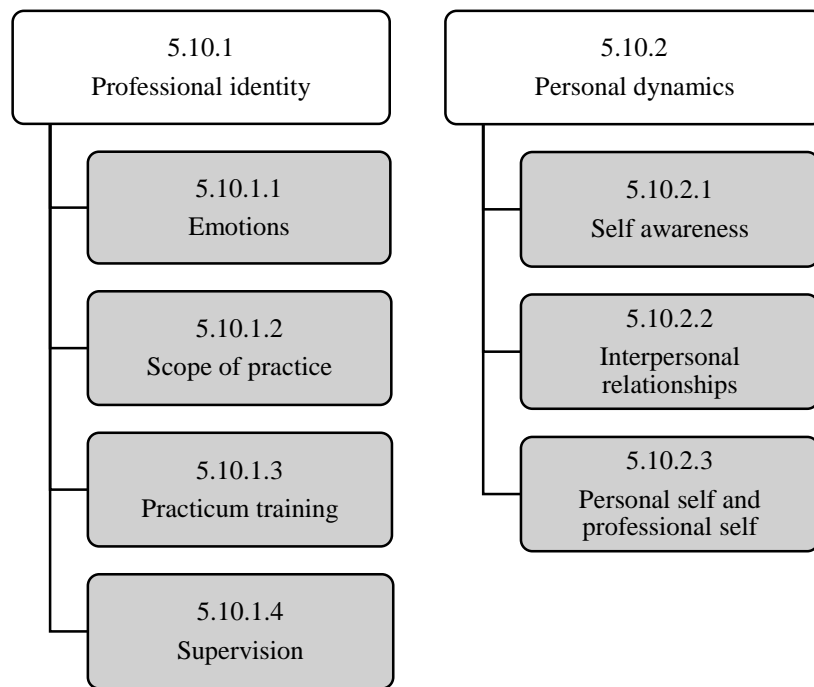 5.10.1
Professional identity
5.10.1.1
Emotions
5.10.1.2
Scope of practice
5.10.1.3
Practicum training
5.10.1.4
Supervision
5.10.2
Personal dynamics
5.10.2.1
Self awareness
5.10.2.2
Interpersonal
relationships
5.10.2.3
Personal self and
professional self